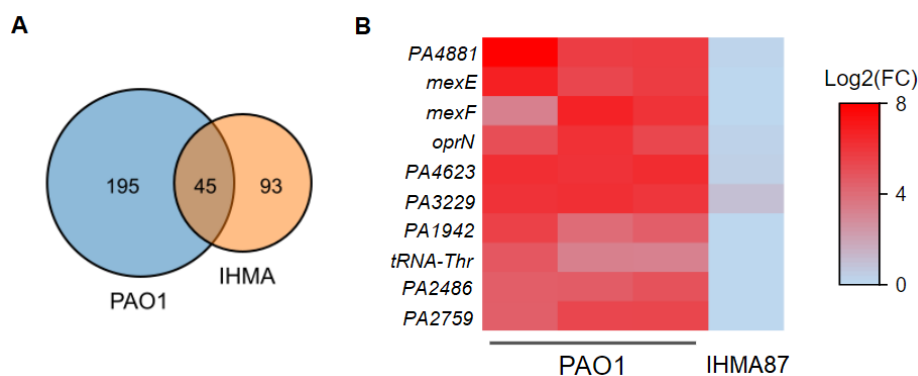 A
195
45
93
PAO1
IHMA
B
PA4881
mexE
mexF
oprN
PA4623
PA3229
PA1942
tRNA-Thr
PA2486
PA2759
PAO1
IHMA87
Log2(FC)
8
4
0